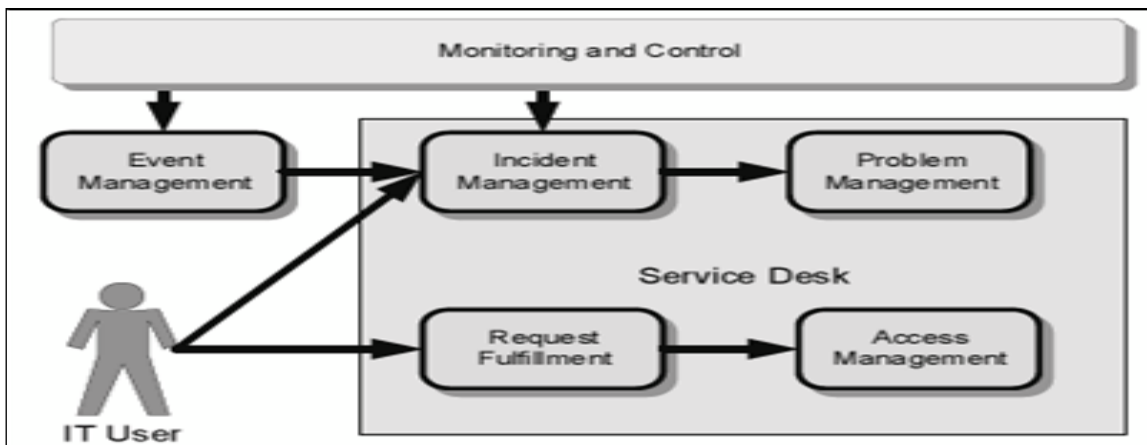 Monitoring and Control
Event
Management
Incident
Management
Problem
Management
Service Desk
Request
Fulfillment
Access
Management
IT User